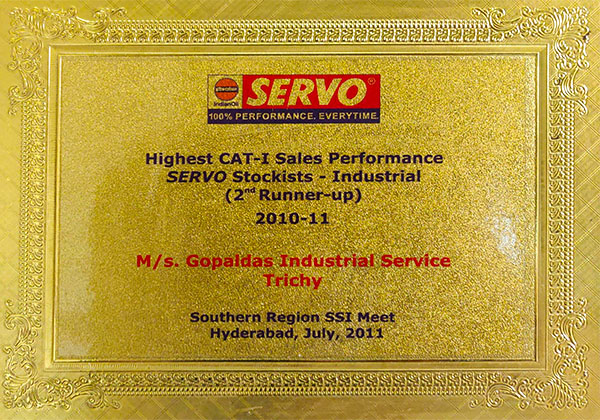 इंडियनऑयल
IndianOil
SERVO®
100% PERFORMANCE. EVERYTIME.
Highest CAT-I Sales Performance
SERVO Stockists - Industrial
(2nd Runner-up)
2010-11
M/s. Gopaldas Industrial Service
Trichy
Southern Region SSI Meet
Hyderabad, July, 2011